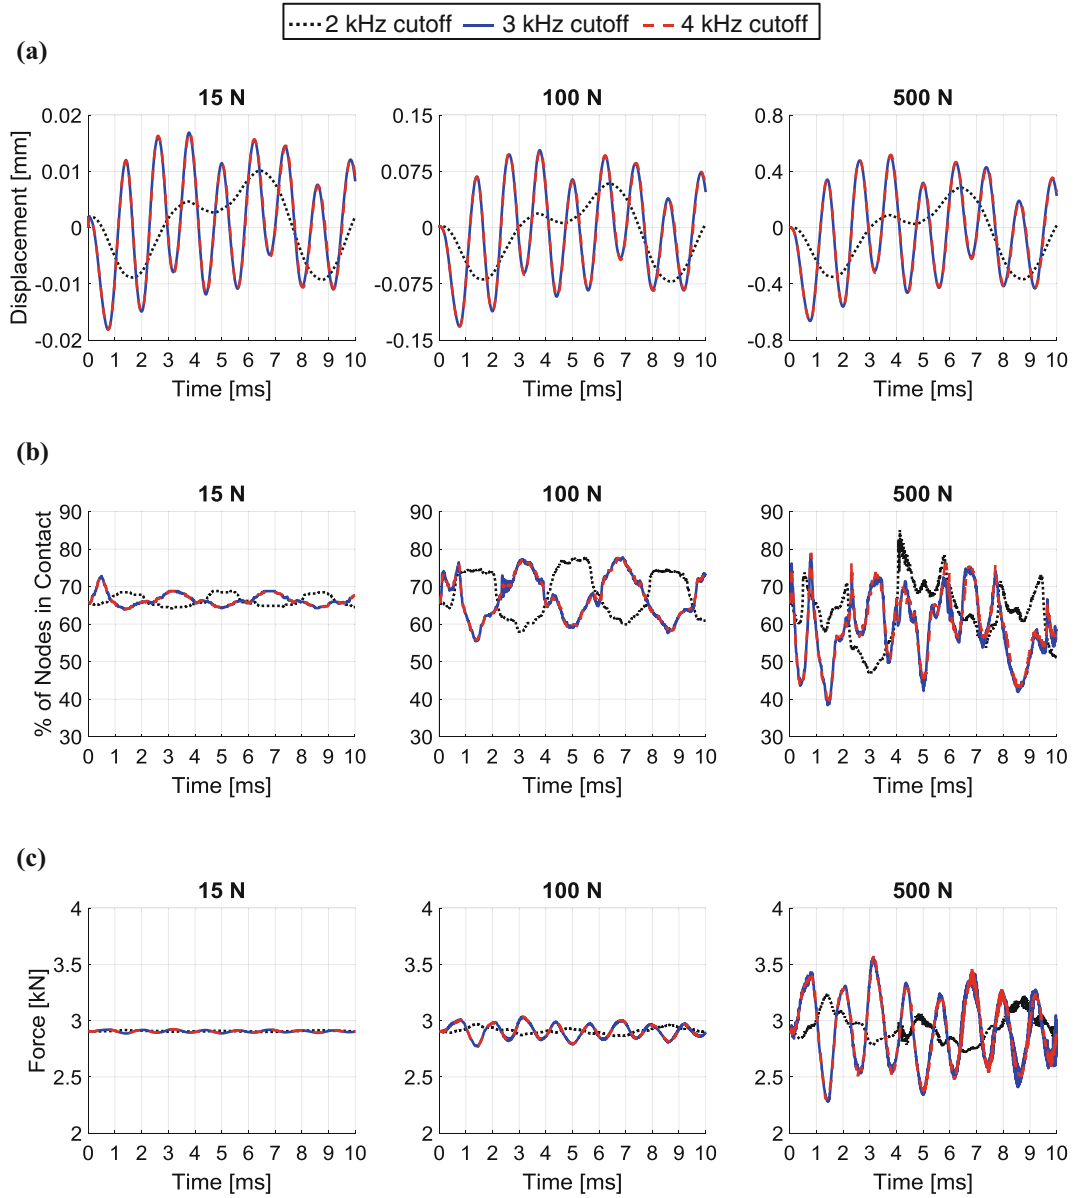 2 kHz cutoff 3 kHz cutoff 4 kHz cutoff
(a)
15 N 100 N 500 N
0.02 0.15 0.8
0.01 0.075 0.4
0 0 0
-0.01 -0.075 -0.4
-0.02 -0.15 -0.8
Displacement [mm]
0 1 2 3 4 5 6 7 8 9 10 0 1 2 3 4 5 6 7 8 9 10 0 1 2 3 4 5 6 7 8 9 10
Time [ms] Time [ms] Time [ms]
(b)
15 N 100 N 500 N
90 90 90
80 80 80
70 70 70
60 60 60
50 50 50
40 40 40
30 30 30
% of Nodes in Contact
0 1 2 3 4 5 6 7 8 9 10 0 1 2 3 4 5 6 7 8 9 10 0 1 2 3 4 5 6 7 8 9 10
Time [ms] Time [ms] Time [ms]
(c)
15 N 100 N 500 N
4 4 4
3.5 3.5 3.5
3 3 3
2.5 2.5 2.5
2 2 2
Force [kN]
0 1 2 3 4 5 6 7 8 9 10 0 1 2 3 4 5 6 7 8 9 10 0 1 2 3 4 5 6 7 8 9 10
Time [ms] Time [ms] Time [ms]